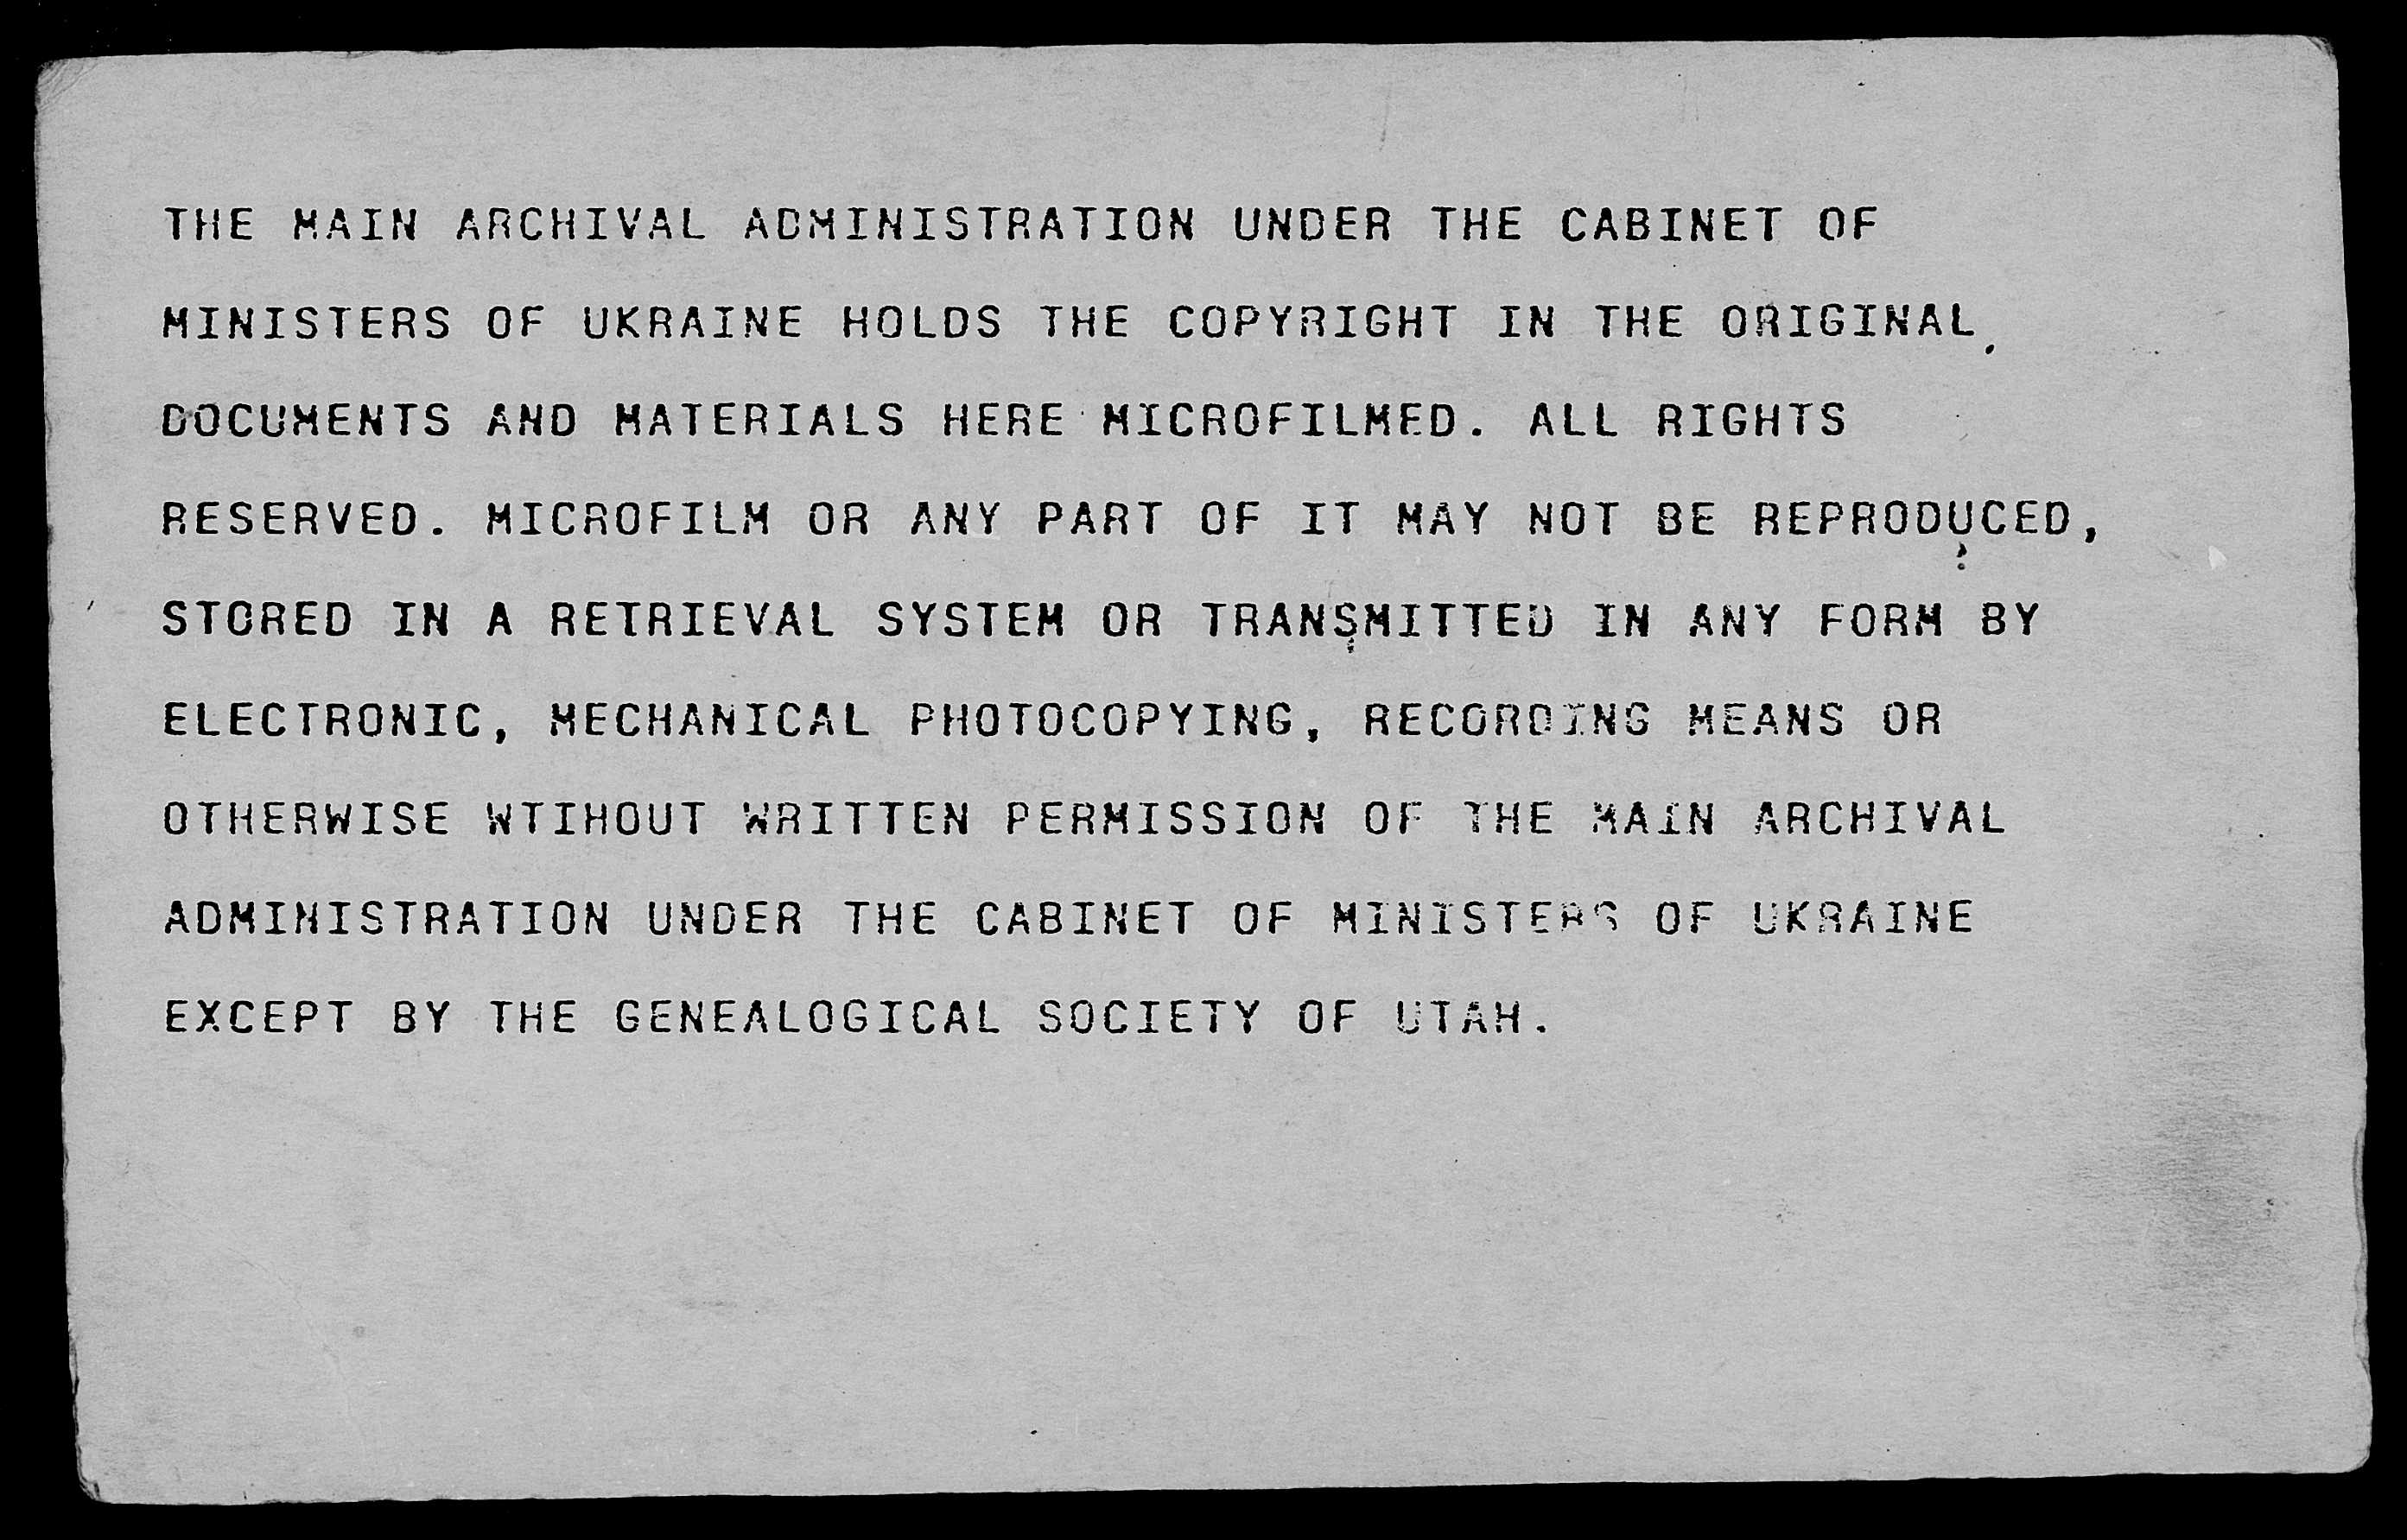 THE MAIN ARCHIVAL ADMINISTRATION UNDER THE CABINET OF
MINISTERS OF UKRAINE HOLDS THE COPYRIGHT IN THE ORIGINAL
DOCUMENTS AND MATERIALS HERE MICROFILMED. ALL RIGHTS
RESERVED. MICROFILM OR ANY PART OF IT MAY NOT BE REPRODUCED,
STORED IN A RETRIEVAL SYSTEM OR TRANSMITTED IN ANY FORM BY
ELECTRONIC, MECHANICAL PHOTOCOPYING, RECORDING MEANS OR
OTHERWISE WTIHOUT WRITTEN PERMISSION OF THE MAIN ARCHIVAL
ADMINISTRATION UNDER THE CABINET OF MINISTERS OF UKRAINE
EXCEPT BY THE GENEALOGICAL SOCIETY OF UTAH.